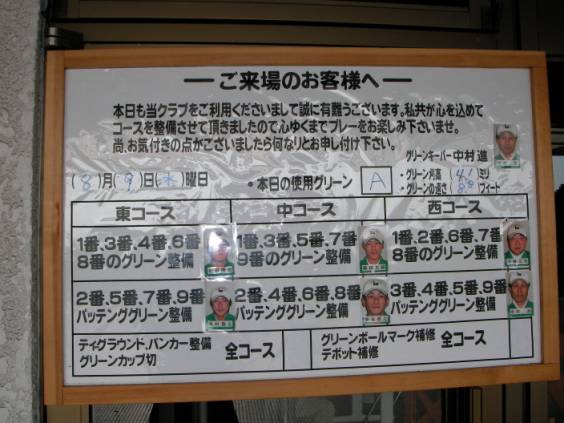 ご来場のお客様へ
本日も当クラブをご利用くださいまして誠に有難うございます。私共が心を込めて
コースを整備させて頂きましたので心ゆくまでプレーをお楽しみ下さいませ。
尚、お気付きの点がございましたら何なりとお申し付け下さい。
グリーンキーパー中村 進
(8)月(9)日(水)曜日 ・本日の使用グリーン A
・グリーン刈高 (4.1)ミリ
・グリーンの速さ(8.8)フィート
東コース 中コース 西コース
1番、3番、4番、6番 1番、3番、5番、7番 1番、2番、6番、7番
8番のグリーン整備 9番のグリーン整備 8番のグリーン整備
2番、5番、7番、9番 2番、4番、6番、8番 3番、4番、5番、9番
パッティンググリーン整備 パッティンググリーン整備 パッティンググリーン整備
ティグラウンド、バンカー整備 全コース グリーンボールマーク補修 全コース
グリーンカップ切 デボット補修